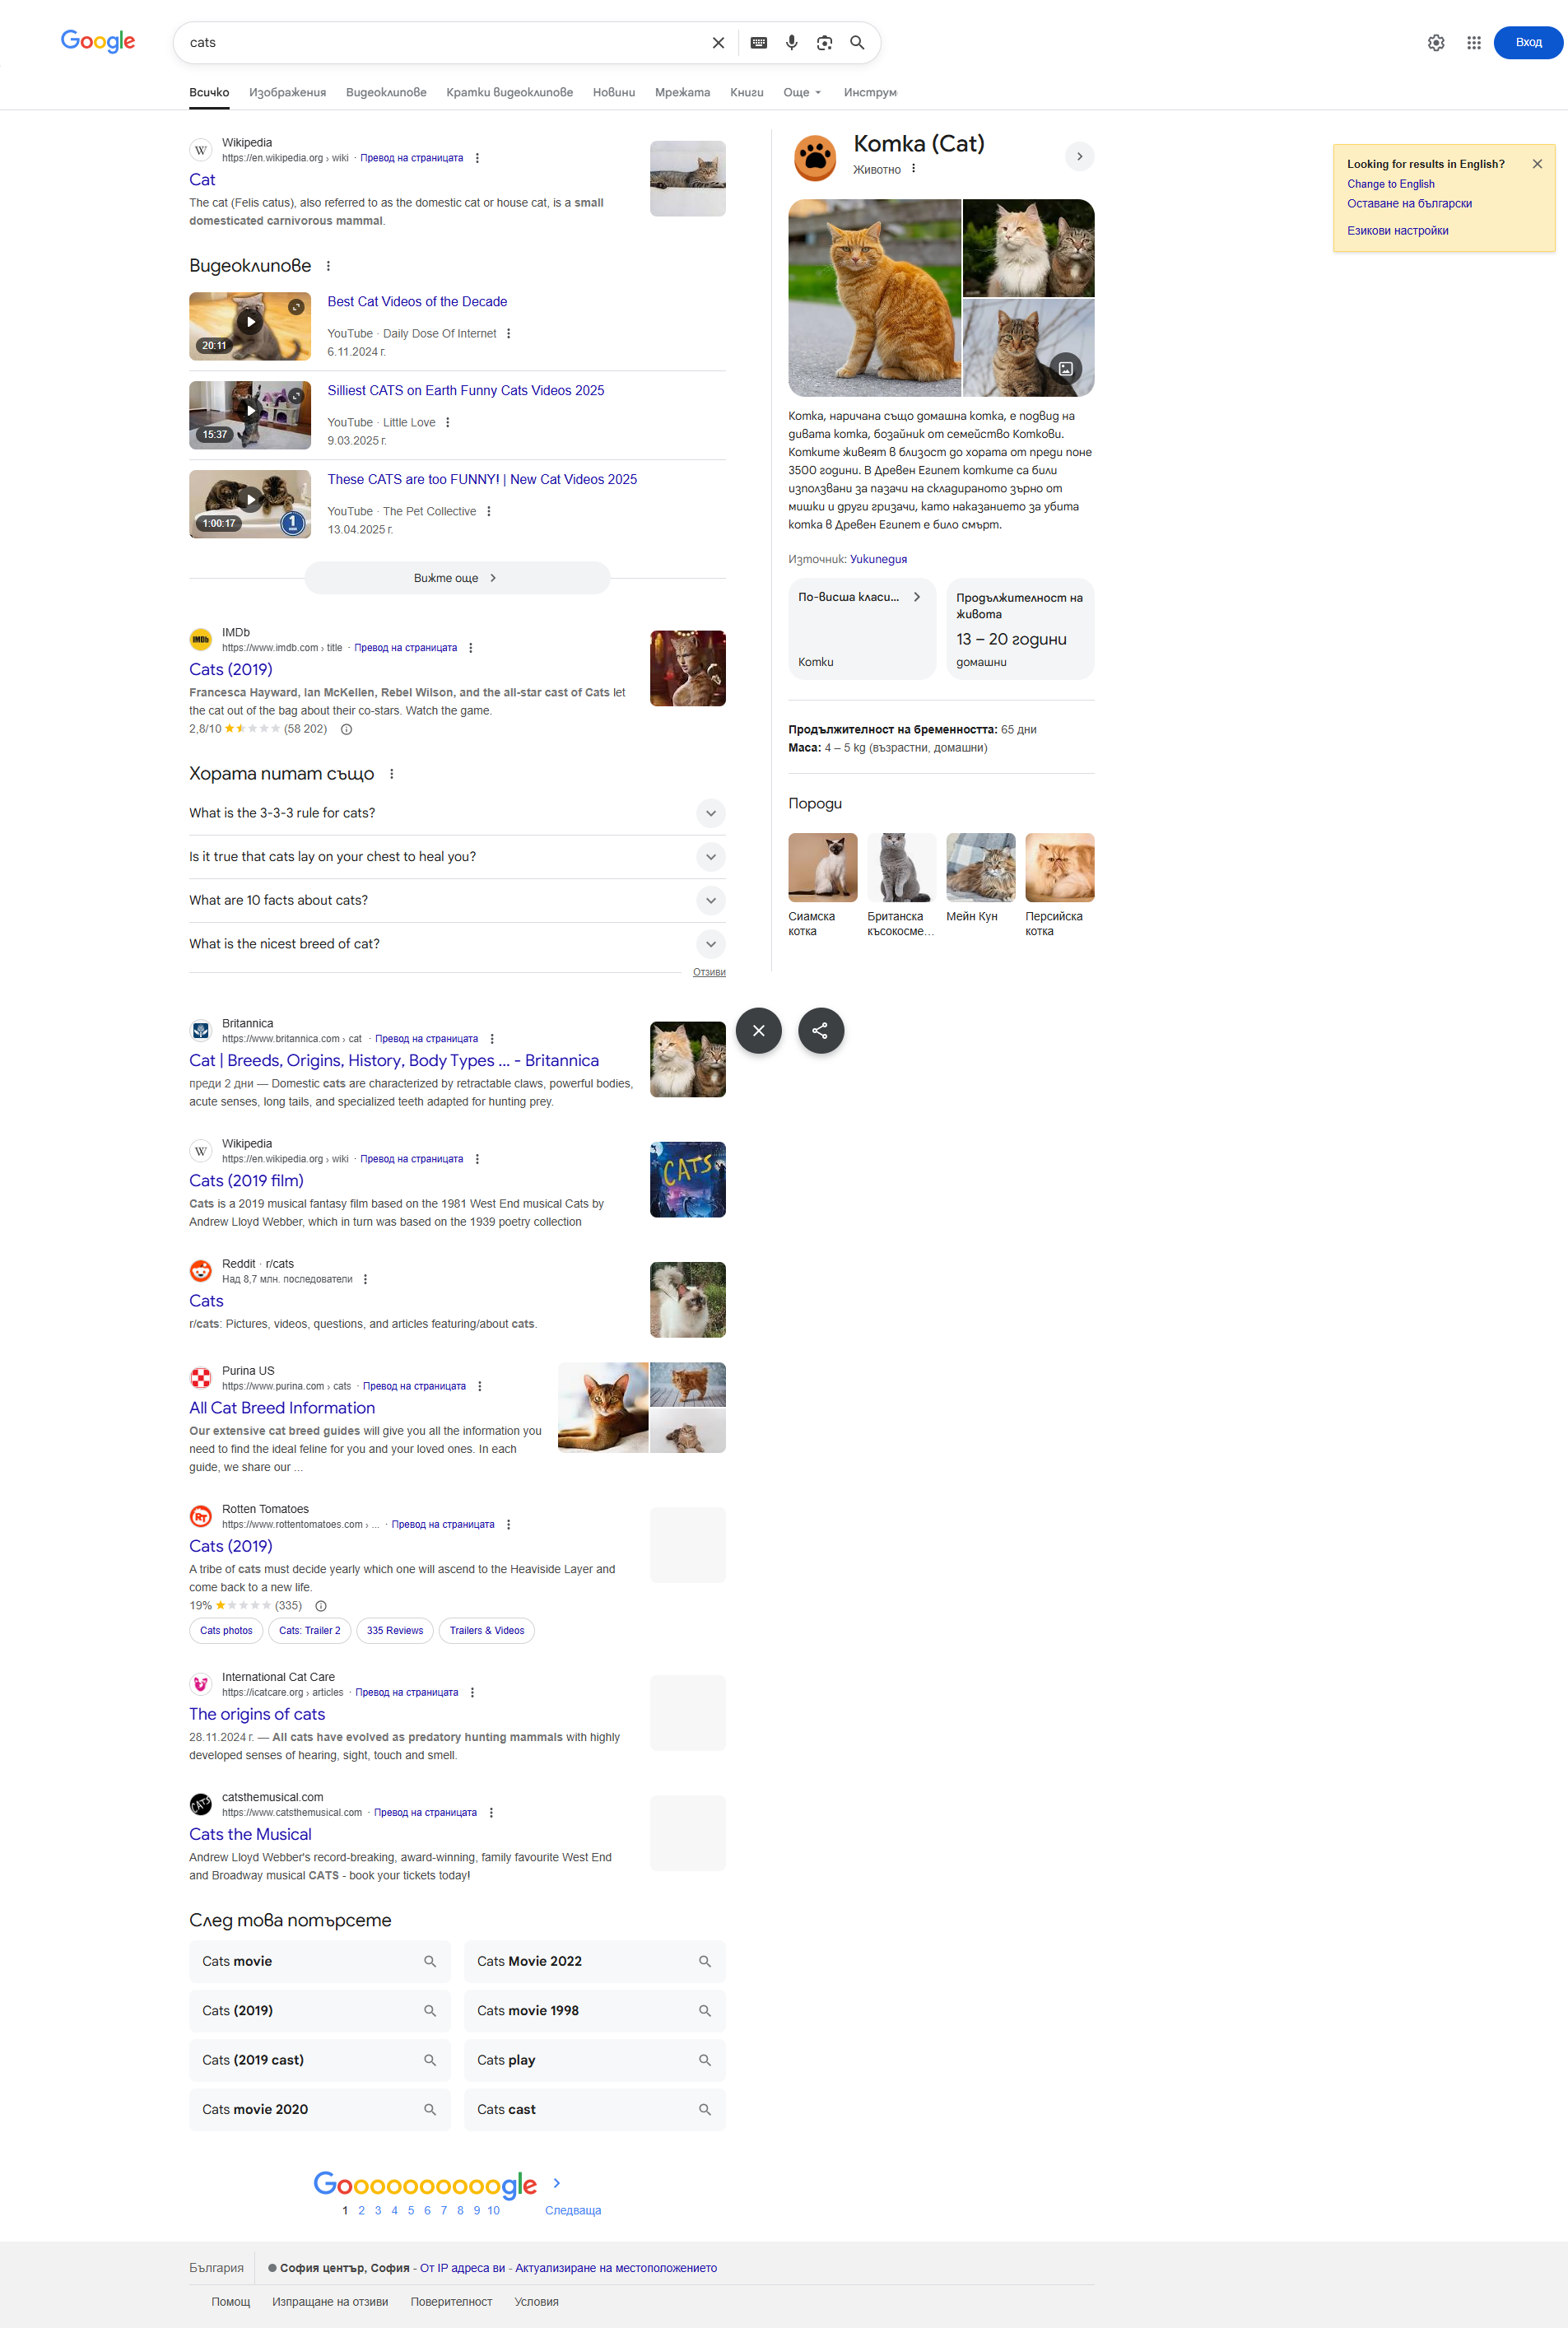 Google
cats
Вход
Всичко Изображения Видеоклипове Кратки видеоклипове Новини Мрежата Книги Още Инструм
Wikipedia
https://en.wikipedia.org › wiki · Превод на страницата
Cat
The cat (Felis catus), also referred to as the domestic cat or house cat, is a small
domesticated carnivorous mammal.
Видеоклипове
Best Cat Videos of the Decade
YouTube · Daily Dose Of Internet
20:11
6.11.2024 г.
Silliest CATS on Earth Funny Cats Videos 2025
YouTube · Little Love
15:37
9.03.2025 г.
These CATS are too FUNNY! | New Cat Videos 2025
YouTube · The Pet Collective
1:00:17
13.04.2025 г.
Вижте още
IMDb
IMDb
https://www.imdb.com › title · Превод на страницата
Cats (2019)
Francesca Hayward, Ian McKellen, Rebel Wilson, and the all-star cast of Cats let
the cat out of the bag about their co-stars. Watch the game.
2,8/10 (58 202)
Хората питат също
What is the 3-3-3 rule for cats?
Is it true that cats lay on your chest to heal you?
What are 10 facts about cats?
What is the nicest breed of cat?
Отзиви
Britannica
https://www.britannica.com › cat · Превод на страницата
Cat | Breeds, Origins, History, Body Types ... - Britannica
преди 2 дни — Domestic cats are characterized by retractable claws, powerful bodies,
acute senses, long tails, and specialized teeth adapted for hunting prey.
Wikipedia
https://en.wikipedia.org › wiki · Превод на страницата
Cats (2019 film)
Cats is a 2019 musical fantasy film based on the 1981 West End musical Cats by
Andrew Lloyd Webber, which in turn was based on the 1939 poetry collection
CATS
Reddit · r/cats
Над 8,7 млн. последователи
Cats
r/cats: Pictures, videos, questions, and articles featuring/about cats.
Purina US
https://www.purina.com › cats · Превод на страницата
All Cat Breed Information
Our extensive cat breed guides will give you all the information you
need to find the ideal feline for you and your loved ones. In each
guide, we share our ...
Rotten Tomatoes
https://www.rottentomatoes.com › ... · Превод на страницата
Cats (2019)
A tribe of cats must decide yearly which one will ascend to the Heaviside Layer and
come back to a new life.
19% (335)
Cats photos Cats: Trailer 2 335 Reviews Trailers & Videos
International Cat Care
https://icatcare.org › articles · Превод на страницата
The origins of cats
28.11.2024 г. — All cats have evolved as predatory hunting mammals with highly
developed senses of hearing, sight, touch and smell.
catsthemusical.com
https://www.catsthemusical.com · Превод на страницата
Cats the Musical
Andrew Lloyd Webber's record-breaking, award-winning, family favourite West End
and Broadway musical CATS - book your tickets today!
След това потърсете
Cats movie Cats Movie 2022
Cats (2019) Cats movie 1998
Cats (2019 cast) Cats play
Cats movie 2020 Cats cast
Goooooooooogle
1 2 3 4 5 6 7 8 9 10 Следваща
Котка (Cat)
Животно
Котка, наричана също домашна котка, е подвид на
дивата котка, бозайник от семейство Коткови.
Котките живеят в близост до хората от преди поне
3500 години. В Древен Египет котките са били
използвани за пазачи на складираното зърно от
мишки и други гризачи, като наказанието за убита
котка в Древен Египет е било смърт.
Източник: Уикипедия
По-висша класи...
Котки
Продължителност на
живота
13 – 20 години
домашни
Продължителност на бременността: 65 дни
Маса: 4 – 5 kg (възрастни, домашни)
Породи
Сиамска
котка
Британска
късокосме...
Мейн Кун
Персийска
котка
Looking for results in English?
Change to English
Оставане на български
Езикови настройки
България София център, София - От IP адреса ви - Актуализиране на местоположението
Помощ Изпращане на отзиви Поверителност Условия